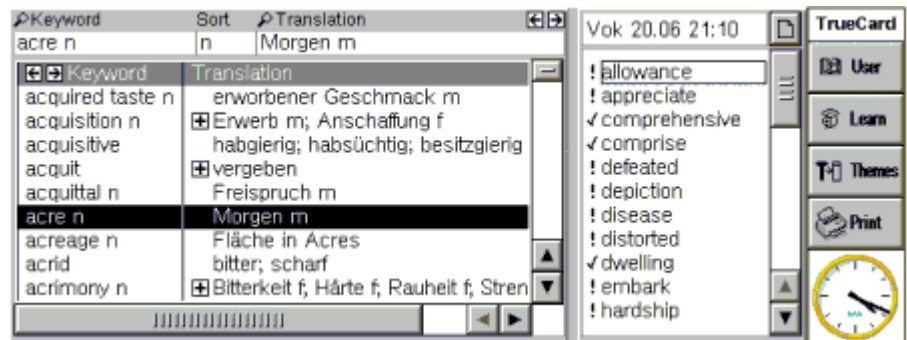 Keyword Sort Translation
acre n n Morgen m
Keyword Translation
acquired taste n erworbener Geschmack m
acquisition n Erwerb m; Anschaffung f
acquisitive habgierig; habsüchtig; besitzgierig
acquit vergeben
acquittal n Freispruch m
acre n Morgen m
acreage n Fläche in Acres
acrid bitter; scharf
acrimony n Bitterkeit f; Härte f; Rauheit f; Stren
Vok 20.06 21:10
! allowance
! appreciate
✓ comprehensive
✓ comprise
! defeated
! depiction
! disease
! distorted
✓ dwelling
! embark
! hardship
TrueCard
User
Learn
Themes
Print